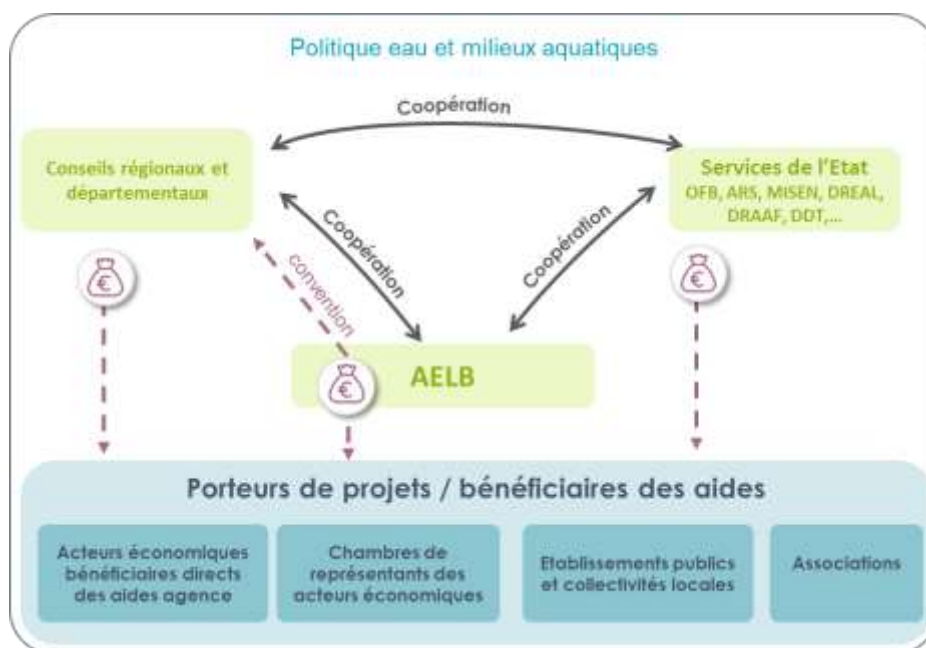 Politique eau et milieux aquatiques
Coopération
Conseils régionaux et
départementaux
Services de l'Etat
OFB, ARS, MISEN, DREAL,
DRAAF, DDT,...
Coopération
Coopération
convention
€
€
AELB
€
Porteurs de projets / bénéficiaires des aides
Acteurs économiques
bénéficiaires directs
des aides agence
Chambres de
représentants des
acteurs économiques
Etablissements publics
et collectivités locales
Associations